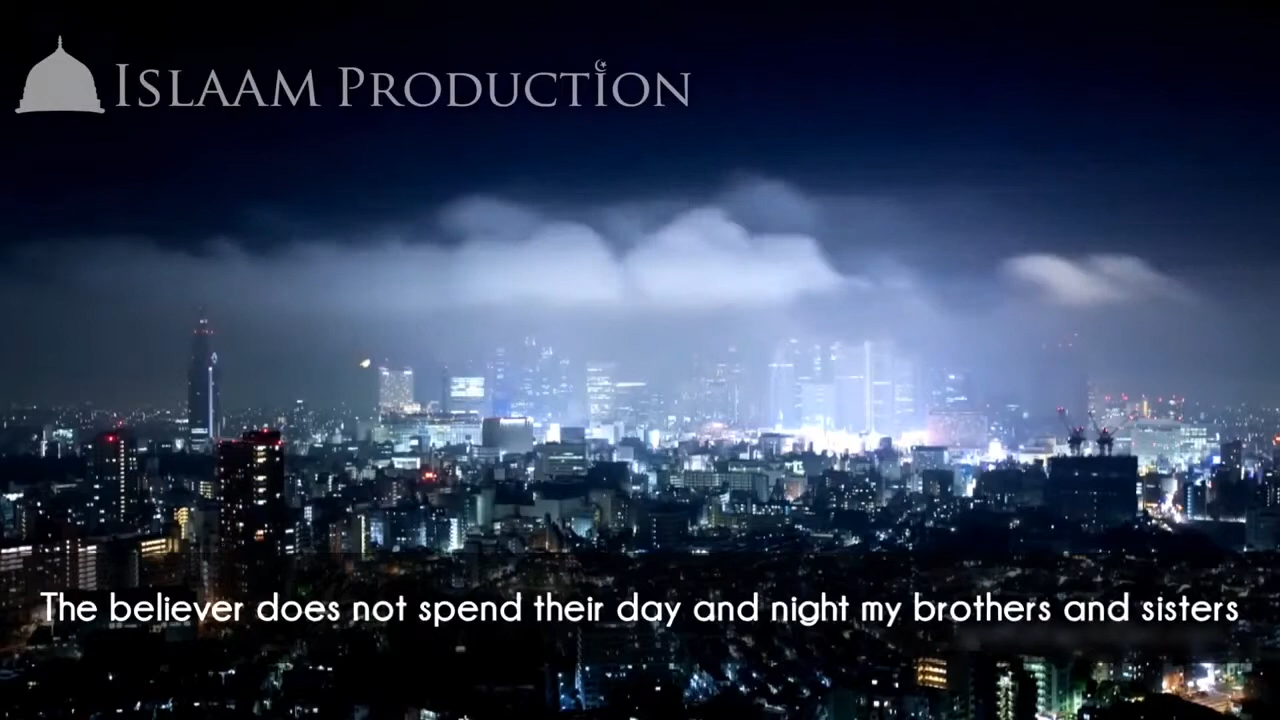 ISLAAM PRODUCTION
The believer does not spend their day and night my brothers and sisters